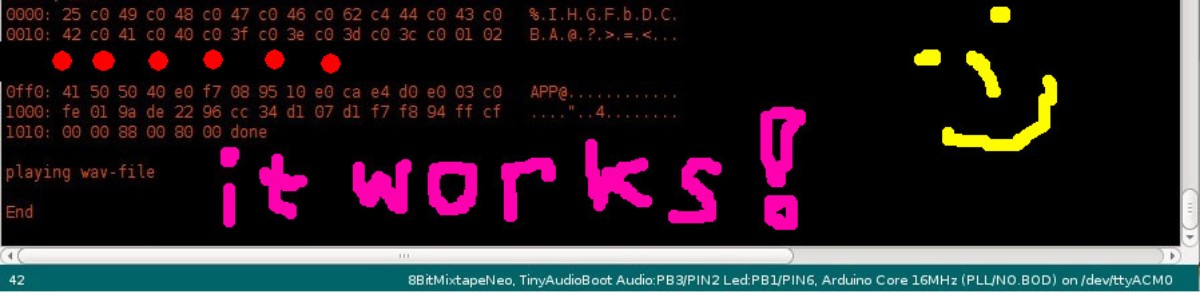 0000: 25 c0 49 c0 48 c0 47 c0 46 c0 62 c4 44 c0 43 c0 %.I.H.G.F.b.D.C.
0010: 42 c0 41 c0 40 c0 3f c0 3e c0 3d c0 3c c0 01 02 B.A.@.?.>.=.<...
0ff0: 41 50 50 40 e0 f7 08 95 10 e0 ca e4 d0 e0 03 c0 APP@............
1000: fe 01 9a de 22 96 cc 34 d1 07 d1 f7 f8 94 ff cf ...."..4........
1010: 00 00 88 00 80 00 done
playing wav-file
it works!
End
42 8BitMixtapeNeo, TinyAudioBoot Audio:PB3/PIN2 Led:PB1/PIN6, Arduino Core 16MHz (PLL/NO.BOD) on /dev/ttyACM0